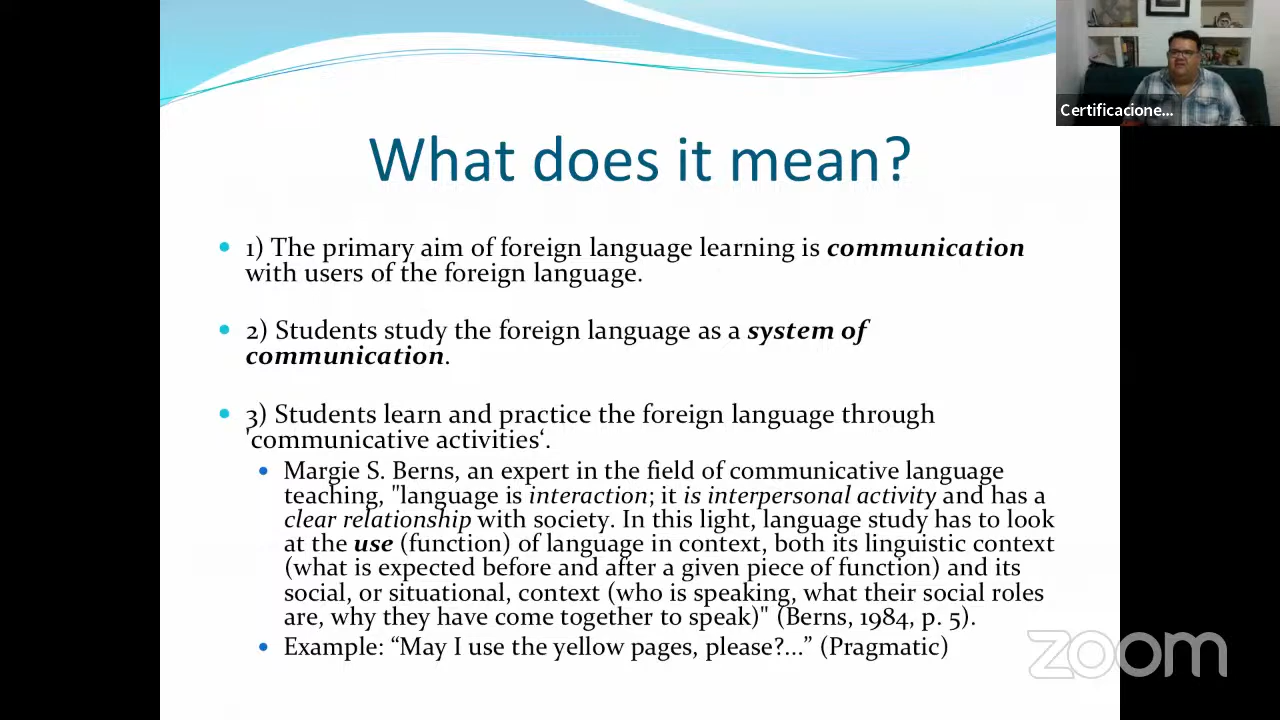 Certificacione...
What does it mean?
1) The primary aim of foreign language learning is communication
with users of the foreign language.
2) Students study the foreign language as a system of
communication.
3) Students learn and practice the foreign language through
'communicative activities‘.
Margie S. Berns, an expert in the field of communicative language
teaching, "language is interaction; it is interpersonal activity and has a
clear relationship with society. In this light, language study has to look
at the use (function) of language in context, both its linguistic context
(what is expected before and after a given piece of function) and its
social, or situational, context (who is speaking, what their social roles
are, why they have come together to speak)" (Berns, 1984, p. 5).
Example: “May I use the yellow pages, please?...” (Pragmatic)
zoom